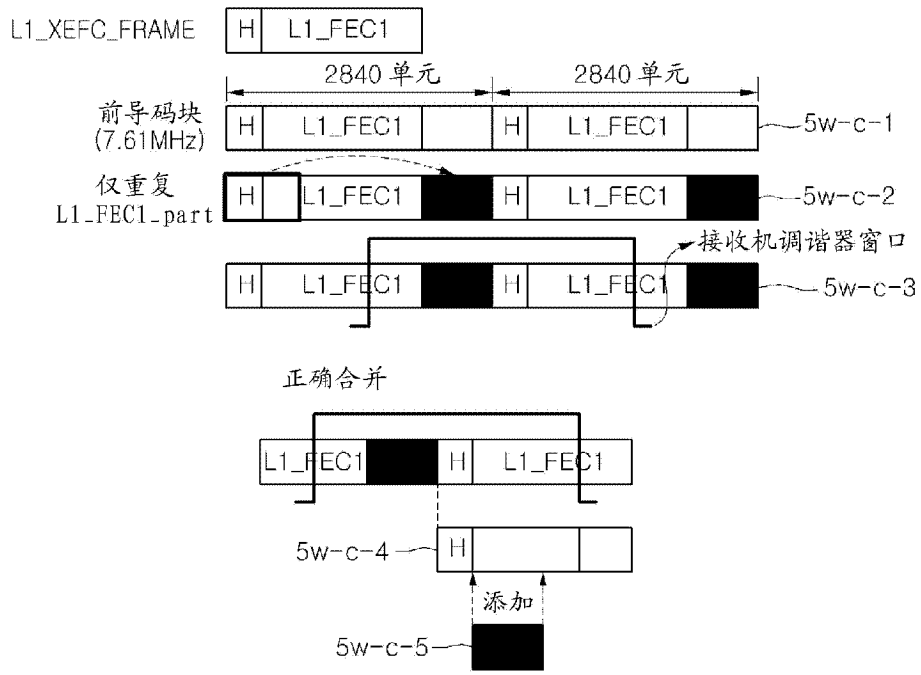 L1_XEFC_FRAME H L1_FEC1
2840 单元 2840 单元
前导码块
(7.61MHz)
H L1_FEC1 H L1_FEC1 5w-c-1
仅重复
L1_FEC1_part
H L1_FEC1 H L1_FEC1 5w-c-2
接收机调谐器窗口
H L1_FEC1 H L1_FEC1 5w-c-3
正确合并
L1_FEC1 H L1_FEC1
5w-c-4 H
添加
5w-c-5